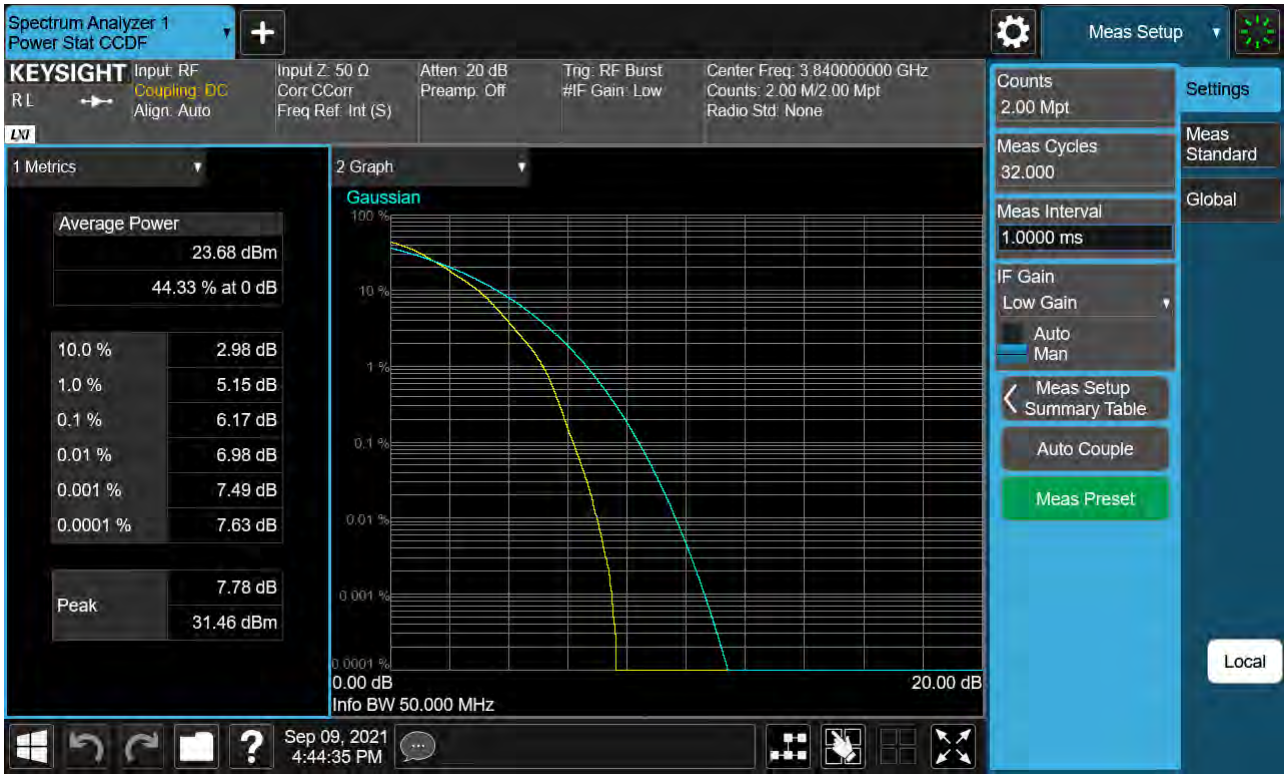 Spectrum Analyzer 1
Power Stat CCDF
+
Meas Setup
KEYSIGHT
RL
LXI
Input: RF
Coupling: DC
Align: Auto
Input Z: 50 Ω
Corr CCorr
Freq Ref: Int (S)
Atten: 20 dB
Preamp: Off
Trig: RF Burst
#IF Gain: Low
Center Freq: 3.840000000 GHz
Counts: 2.00 M/2.00 Mpt
Radio Std: None
1 Metrics
Average Power
23.68 dBm
44.33 % at 0 dB
10.0 % 2.98 dB
1.0 % 5.15 dB
0.1 % 6.17 dB
0.01 % 6.98 dB
0.001 % 7.49 dB
0.0001 % 7.63 dB
Peak
7.78 dB
31.46 dBm
2 Graph
Gaussian
100 %
10 %
1 %
0.1 %
0.01 %
0.001 %
0.0001 %
0.00 dB 20.00 dB
Info BW 50.000 MHz
Counts
2.00 Mpt
Meas Cycles
32.000
Meas Interval
1.0000 ms
IF Gain
Low Gain
Auto
Man
Meas Setup
Summary Table
Auto Couple
Meas Preset
Settings
Meas
Standard
Global
Local
?
Sep 09, 2021
4:44:35 PM